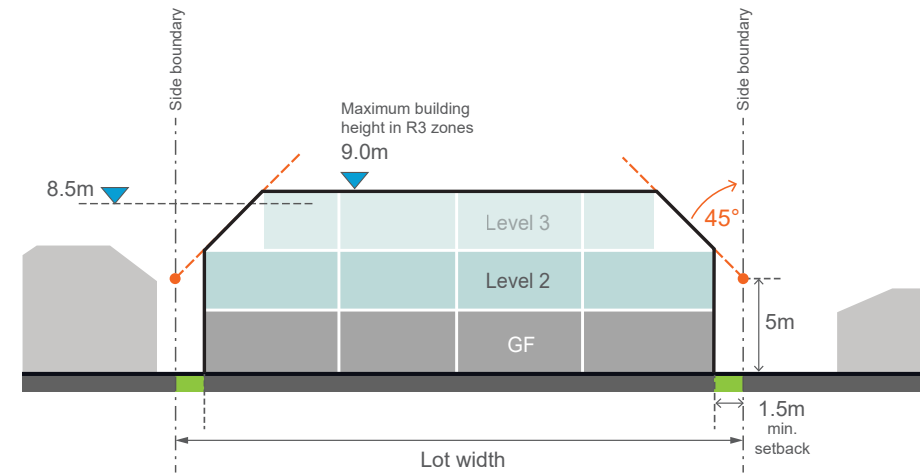 Side boundary
Side boundary
Maximum building
height in R3 zones
9.0m
8.5m
Level 3
45°
Level 2
5m
GF
1.5m
min.
setback
Lot width